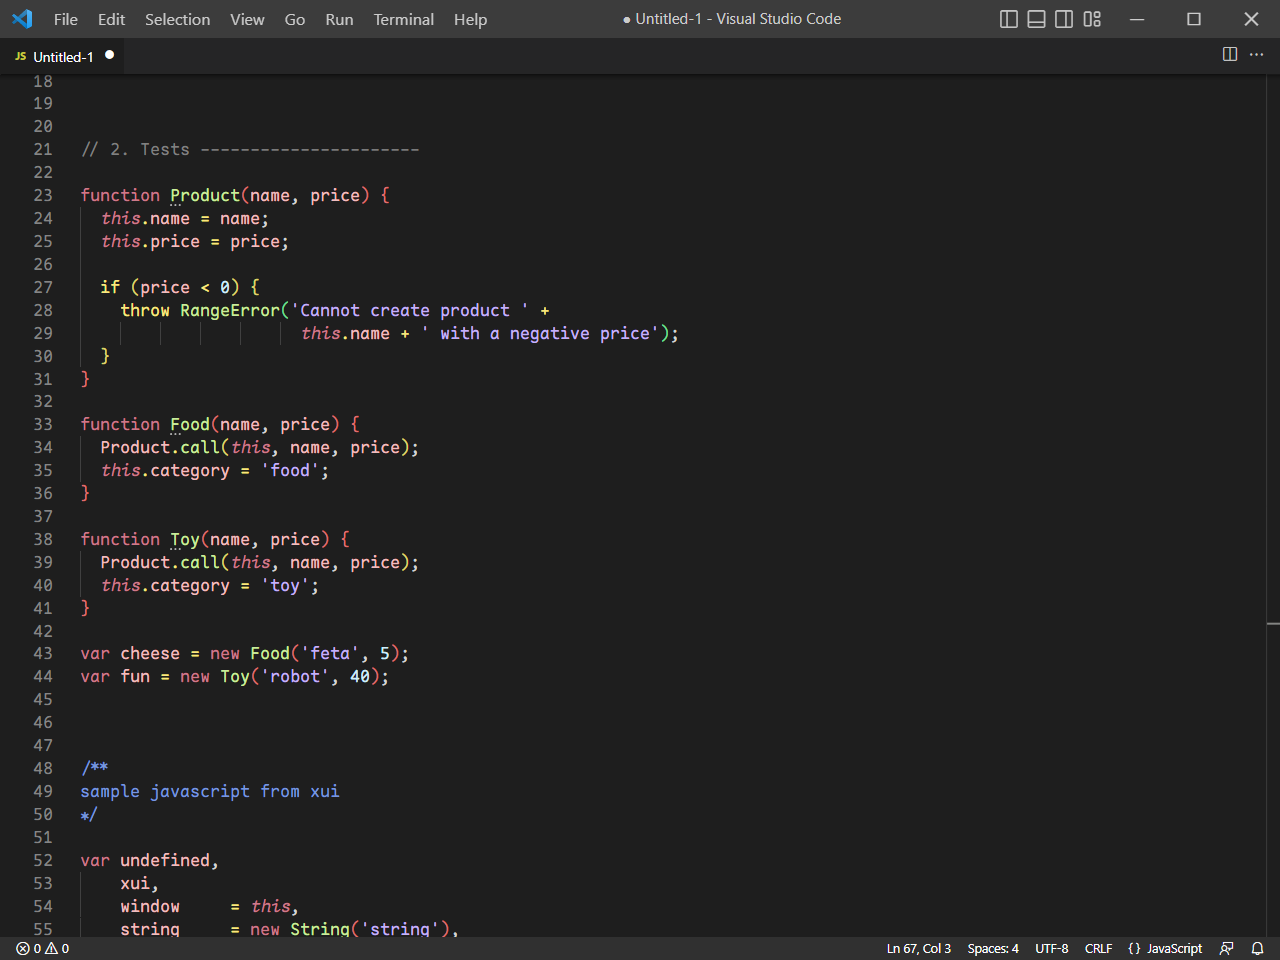 File Edit Selection View Go Run Terminal Help ● Untitled-1 - Visual Studio Code
JS Untitled-1 ●
18
19
20
21 // 2. Tests ----------------------
22
23 function Product(name, price) {
24   this.name = name;
25   this.price = price;
26
27   if (price < 0) {
28     throw RangeError('Cannot create product ' +
29                       this.name + ' with a negative price');
30   }
31 }
32
33 function Food(name, price) {
34   Product.call(this, name, price);
35   this.category = 'food';
36 }
37
38 function Toy(name, price) {
39   Product.call(this, name, price);
40   this.category = 'toy';
41 }
42
43 var cheese = new Food('feta', 5);
44 var fun = new Toy('robot', 40);
45
46
47
48 /**
49 sample javascript from xui
50 */
51
52 var undefined,
53     xui,
54     window     = this,
55     string     = new String('string'),
0 0 Ln 67, Col 3 Spaces: 4 UTF-8 CRLF {} JavaScript